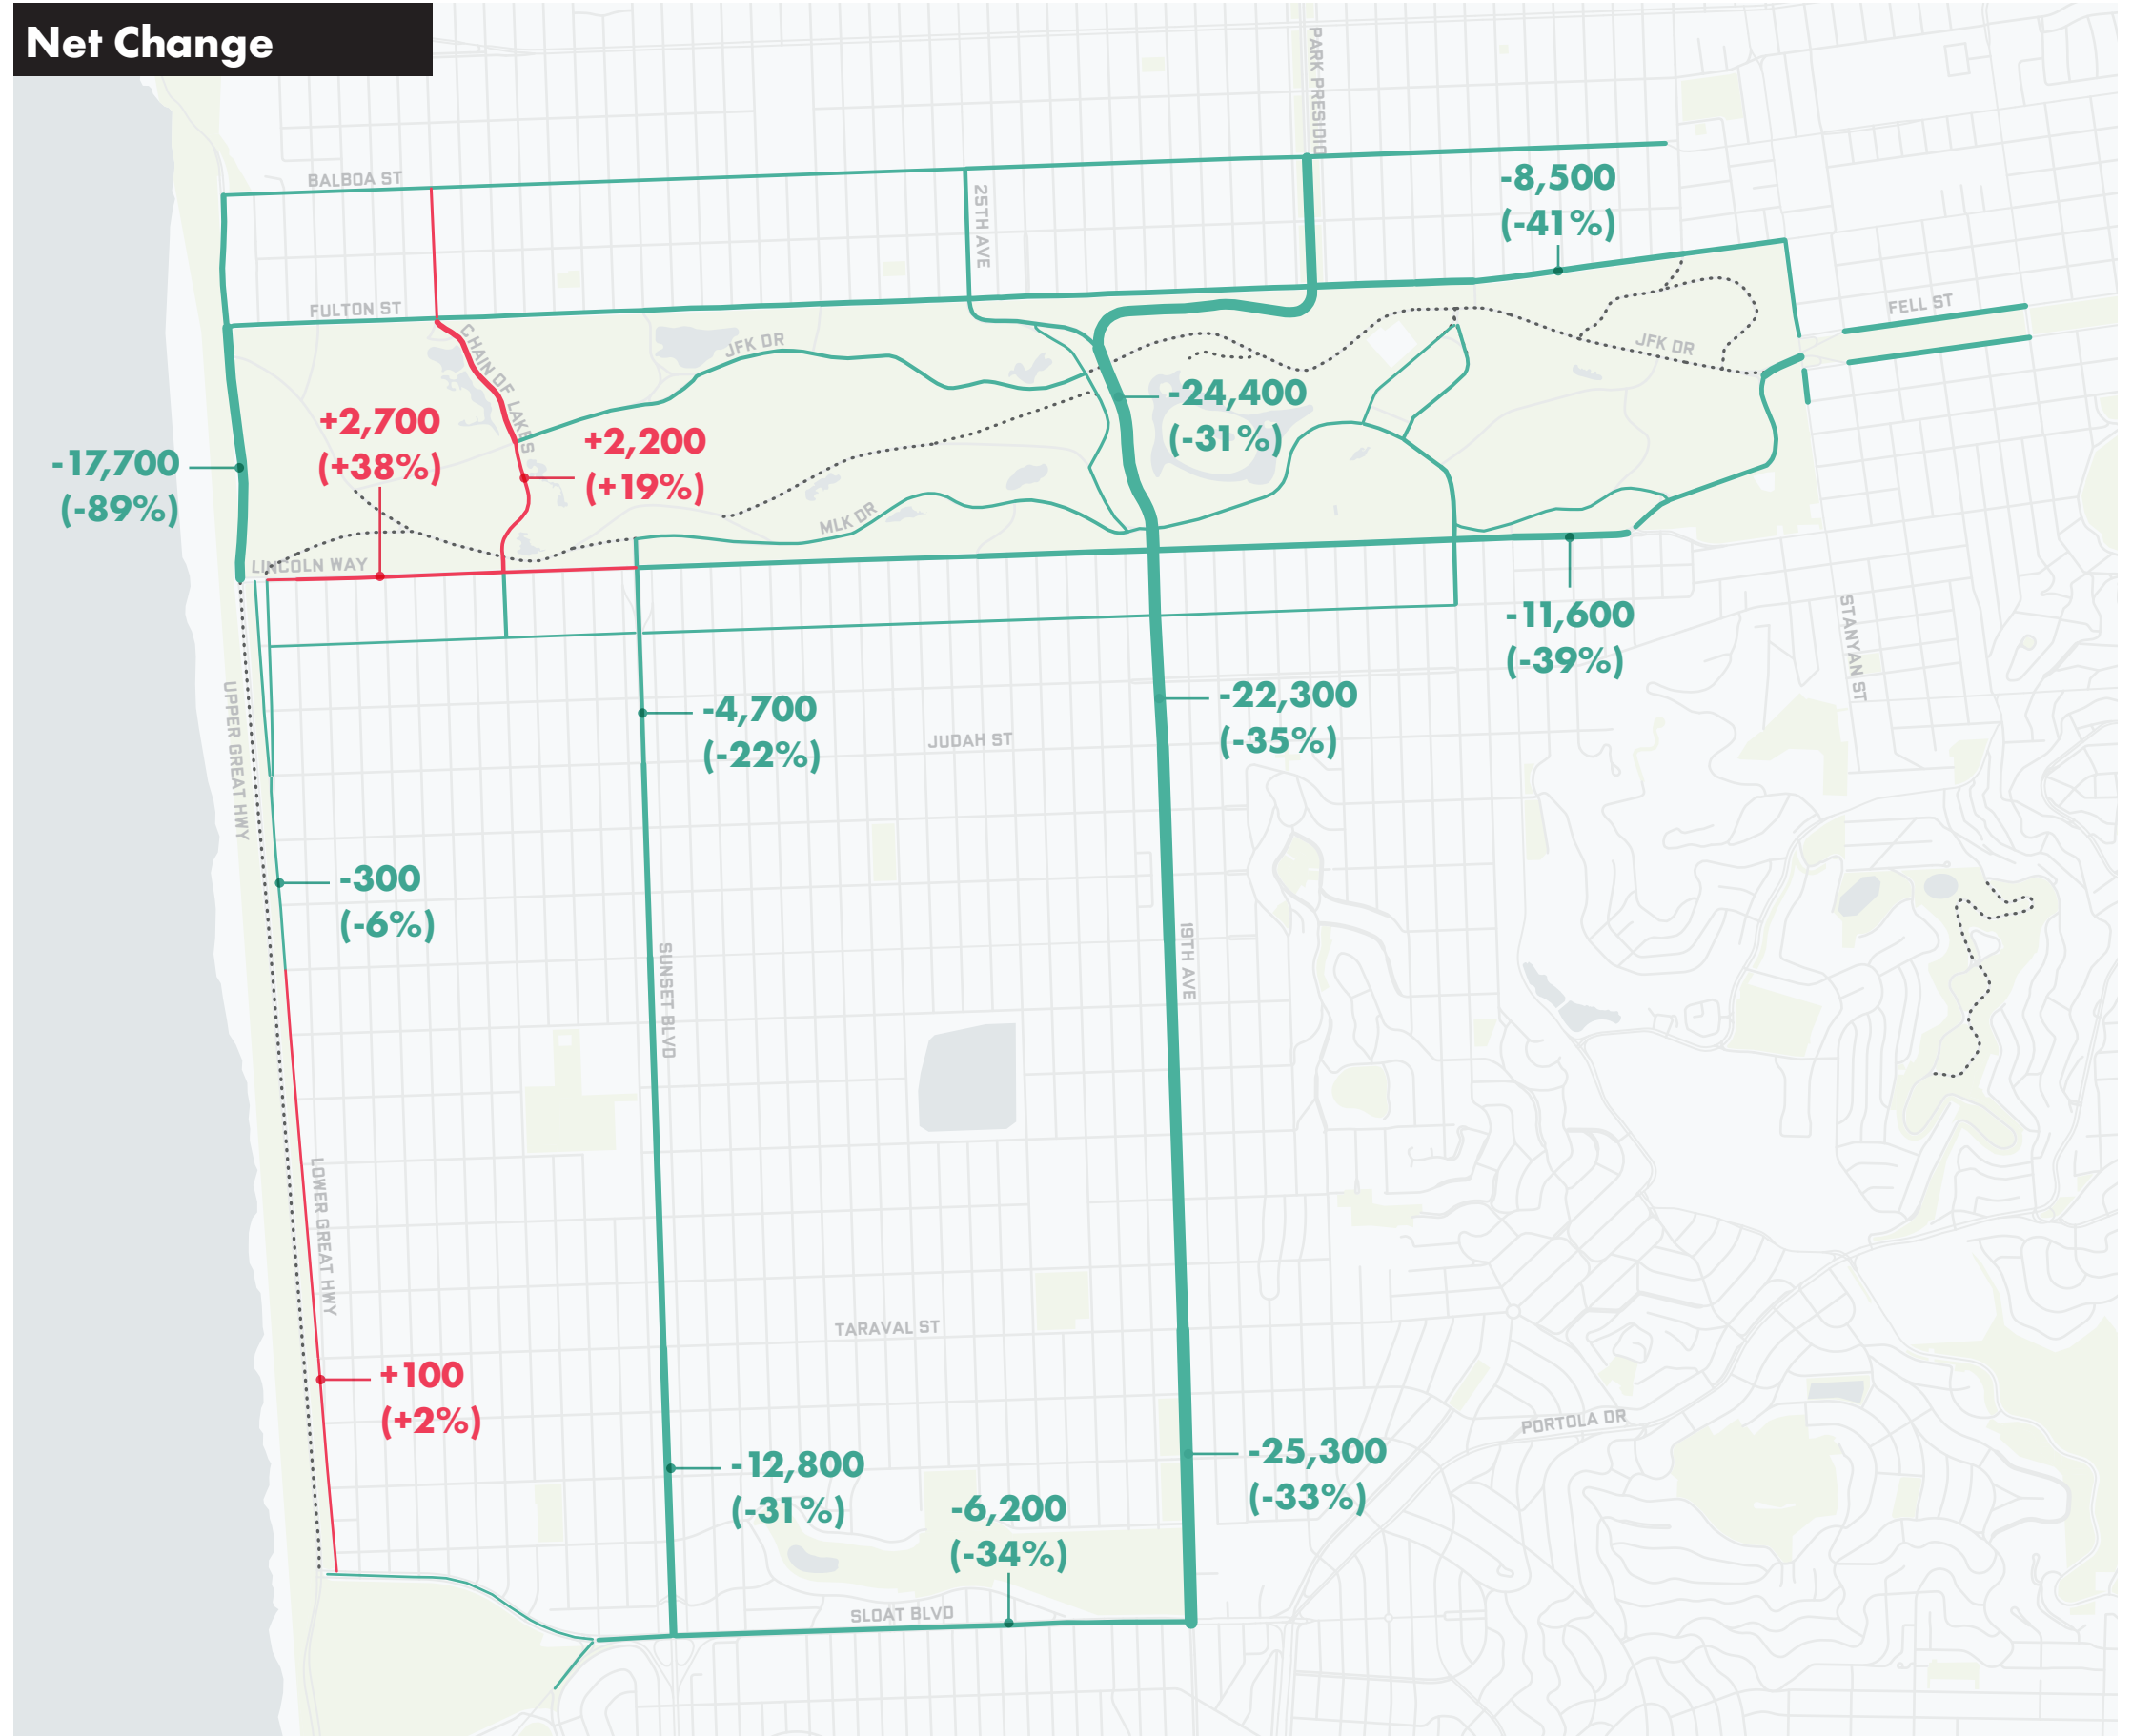 Net Change
PARK PRESIDIO
BALBOA ST
25TH AVE
-8,500
(-41%)
FULTON ST
CHAIN OF LAKES
JFK DR
JFK DR
FELL ST
-17,700
(-89%)
+2,700
(+38%)
+2,200
(+19%)
-24,400
(-31%)
MLK DR
LINCOLN WAY
-11,600
(-39%)
STANYAN ST
UPPER GREAT HWY
-4,700
(-22%)
JUDAH ST
-22,300
(-35%)
-300
(-6%)
SUNSET BLVD
19TH AVE
LOWER GREAT HWY
TARAVAL ST
+100
(+2%)
PORTOLA DR
-12,800
(-31%)
-6,200
(-34%)
-25,300
(-33%)
SLOAT BLVD